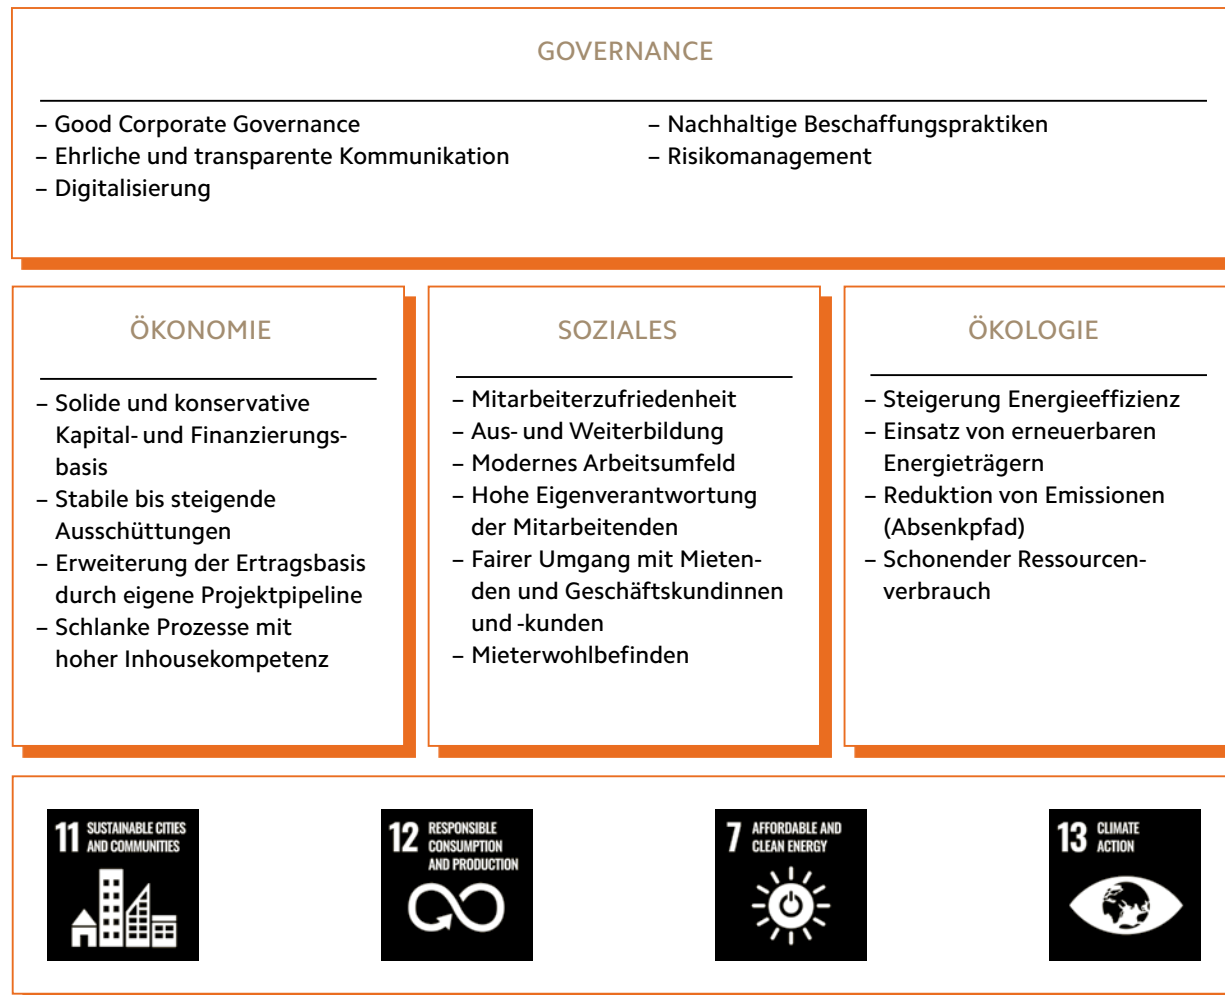 GOVERNANCE
– Good Corporate Governance
– Ehrliche und transparente Kommunikation
– Digitalisierung
– Nachhaltige Beschaffungspraktiken
– Risikomanagement
ÖKONOMIE
– Solide und konservative
Kapital- und Finanzierungs-
basis
– Stabile bis steigende
Ausschüttungen
– Erweiterung der Ertragsbasis
durch eigene Projektpipeline
– Schlanke Prozesse mit
hoher Inhousekompetenz
SOZIALES
– Mitarbeiterzufriedenheit
– Aus- und Weiterbildung
– Modernes Arbeitsumfeld
– Hohe Eigenverantwortung
der Mitarbeitenden
– Fairer Umgang mit Mieten-
den und Geschäftskundinnen
und -kunden
– Mieterwohlbefinden
ÖKOLOGIE
– Steigerung Energieeffizienz
– Einsatz von erneuerbaren
Energieträgern
– Reduktion von Emissionen
(Absenkpfad)
– Schonender Ressourcen-
verbrauch
11 SUSTAINABLE CITIES
AND COMMUNITIES
12 RESPONSIBLE
CONSUMPTION
AND PRODUCTION
7 AFFORDABLE AND
CLEAN ENERGY
13 CLIMATE
ACTION